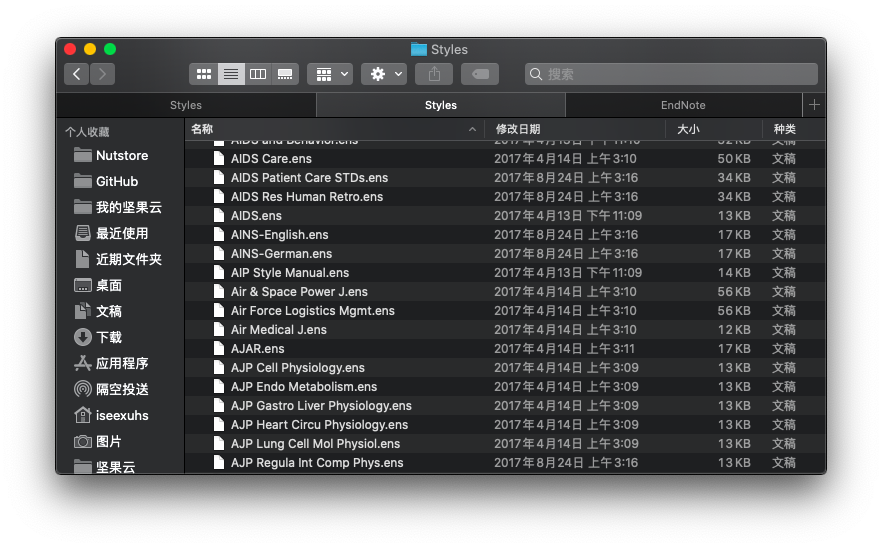 Styles
搜索
Styles
Styles
EndNote
个人收藏
Nutstore
GitHub
我的坚果云
最近使用
近期文件夹
桌面
文稿
下载
应用程序
隔空投送
iseexuhs
图片
坚果云
名称 修改日期 大小 种类
AIDS and Behavior.ens 2017年4月13日 下午11:10 32 KB 文稿
AIDS Care.ens 2017年4月14日 上午3:10 50 KB 文稿
AIDS Patient Care STDs.ens 2017年8月24日 上午3:16 34 KB 文稿
AIDS Res Human Retro.ens 2017年8月24日 上午3:16 34 KB 文稿
AIDS.ens 2017年4月13日 下午11:09 13 KB 文稿
AINS-English.ens 2017年8月24日 上午3:16 17 KB 文稿
AINS-German.ens 2017年8月24日 上午3:16 17 KB 文稿
AIP Style Manual.ens 2017年4月13日 下午11:09 14 KB 文稿
Air & Space Power J.ens 2017年4月14日 上午3:10 56 KB 文稿
Air Force Logistics Mgmt.ens 2017年4月14日 上午3:10 56 KB 文稿
Air Medical J.ens 2017年4月14日 上午3:10 12 KB 文稿
AJAR.ens 2017年4月14日 上午3:11 17 KB 文稿
AJP Cell Physiology.ens 2017年4月14日 上午3:09 13 KB 文稿
AJP Endo Metabolism.ens 2017年4月14日 上午3:09 13 KB 文稿
AJP Gastro Liver Physiology.ens 2017年4月14日 上午3:09 13 KB 文稿
AJP Heart Circu Physiology.ens 2017年4月14日 上午3:09 13 KB 文稿
AJP Lung Cell Mol Physiol.ens 2017年4月14日 上午3:09 13 KB 文稿
AJP Regula Int Comp Phys.ens 2017年8月24日 上午3:16 13 KB 文稿